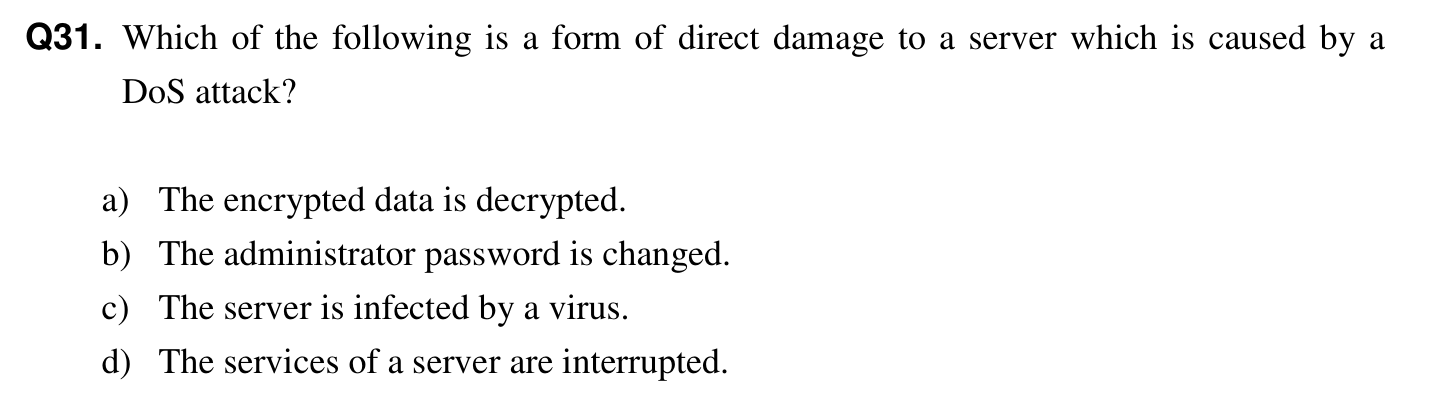 Q31. Which of the following is a form of direct damage to a server which is caused by a
DoS attack?
a) The encrypted data is decrypted.
b) The administrator password is changed.
c) The server is infected by a virus.
d) The services of a server are interrupted.